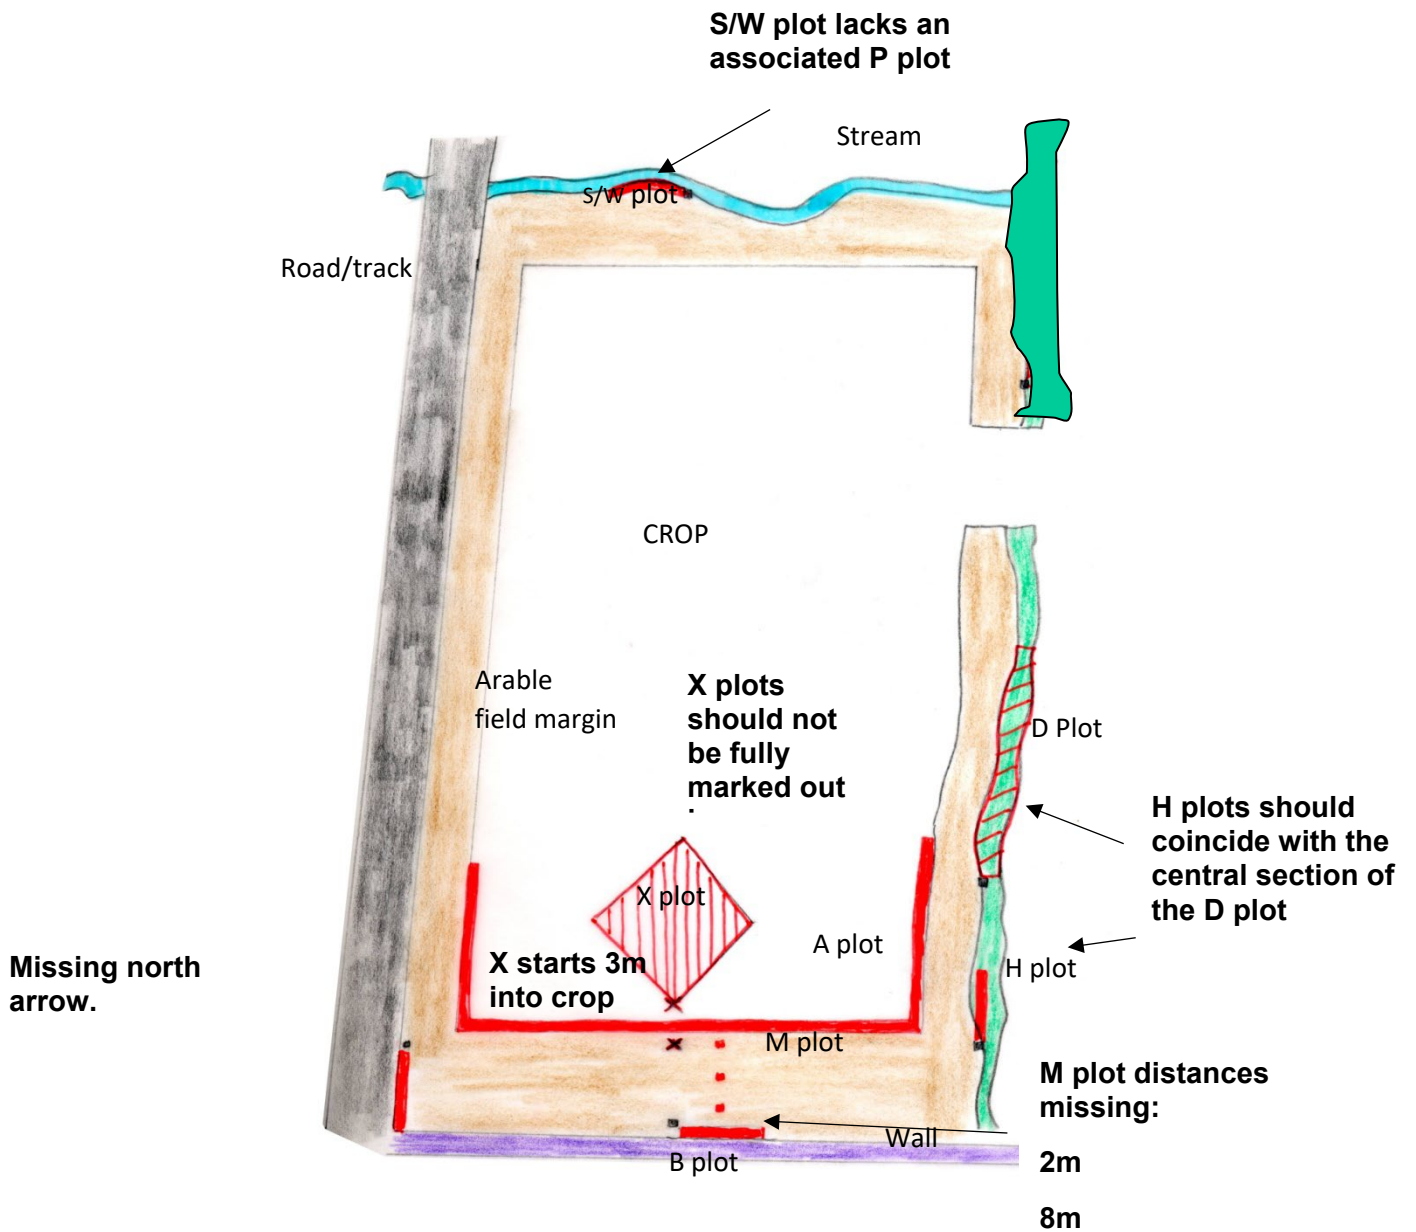 S/W plot lacks an
associated P plot
Stream
S/W plot
Road/track
CROP
Arable
field margin
X plots
should not
be fully
marked out
.
D Plot
H plots should
coincide with the
central section of
the D plot
X plot
A plot
X starts 3m
into crop
H plot
Missing north
arrow.
M plot
M plot distances
missing:
Wall
B plot
2m
8m